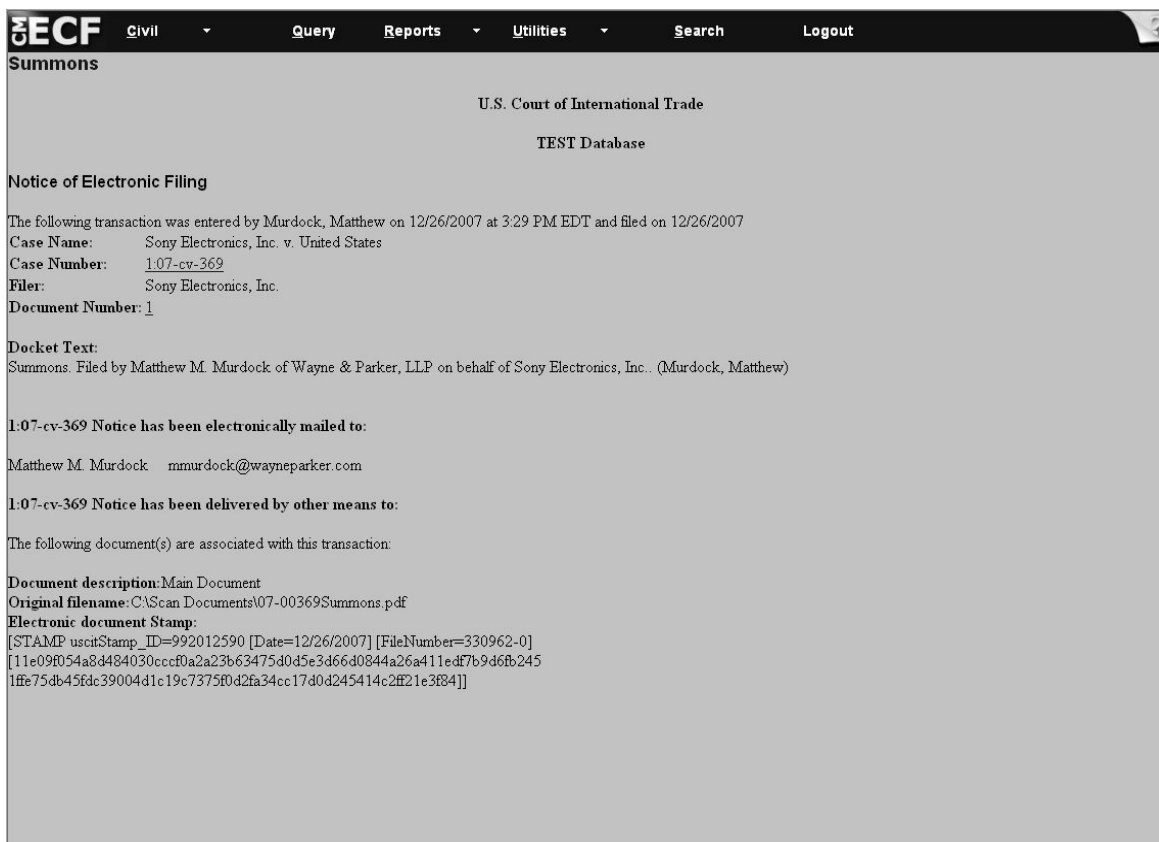 CM ECF Civil Query Reports Utilities Search Logout
Summons
U.S. Court of International Trade
TEST Database
Notice of Electronic Filing
The following transaction was entered by Murdock, Matthew on 12/26/2007 at 3:29 PM EDT and filed on 12/26/2007
Case Name: Sony Electronics, Inc. v. United States
Case Number: 1:07-cv-369
Filer: Sony Electronics, Inc.
Document Number: 1
Docket Text:
Summons. Filed by Matthew M. Murdock of Wayne & Parker, LLP on behalf of Sony Electronics, Inc.. (Murdock, Matthew)
1:07-cv-369 Notice has been electronically mailed to:
Matthew M. Murdock mmurdock@wayneparker.com
1:07-cv-369 Notice has been delivered by other means to:
The following document(s) are associated with this transaction:
Document description:Main Document
Original filename:C:\Scan Documents\07-00369Summons.pdf
Electronic document Stamp:
[STAMP uscitStamp_ID=992012590 [Date=12/26/2007] [FileNumber=330962-0]
[11e09f054a8d484030cccf0a2a23b63475d0d5e3d66d0844a26a411edf7b9d6fb245
1ffe75db45fdc39004d1c19c7375f0d2fa34cc17d0d245414c2ff21e3f84]]